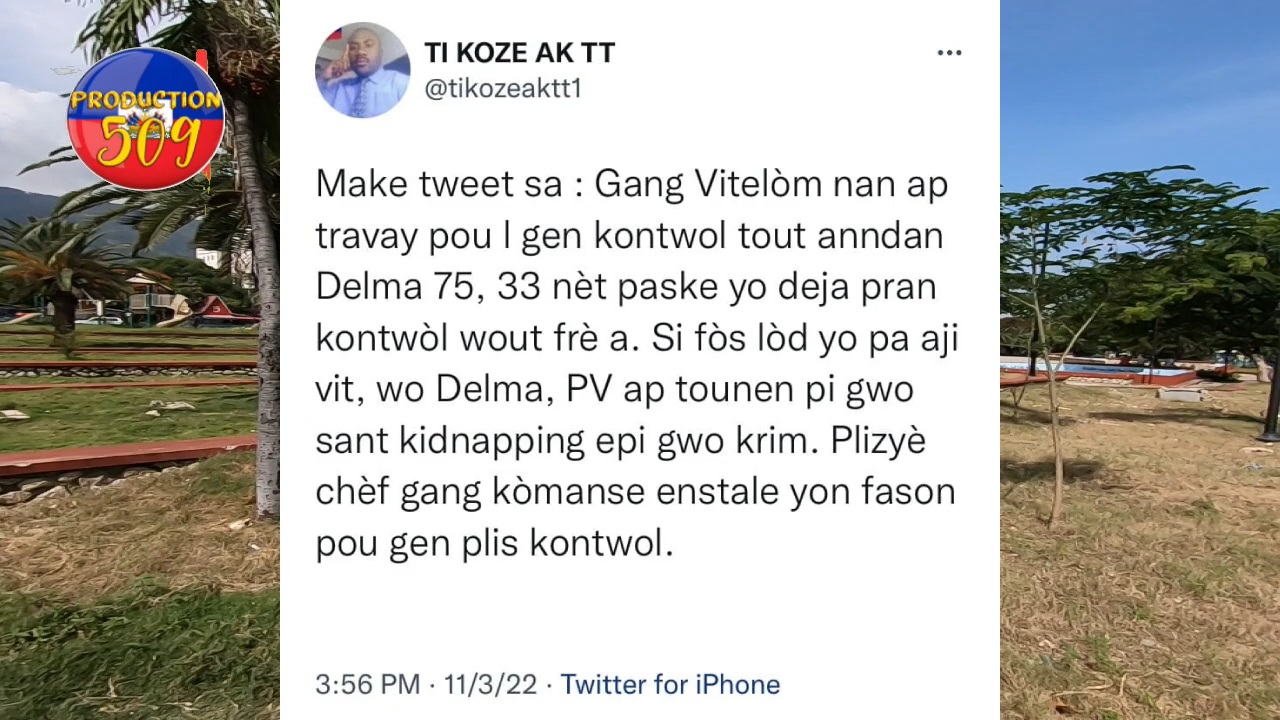 PRODUCTION
509
TI KOZE AK TT
@tikozeaktt1
Make tweet sa : Gang Vitelòm nan ap
travay pou l gen kontwol tout anndan
Delma 75, 33 nèt paske yo deja pran
kontwòl wout frè a. Si fòs lòd yo pa aji
vit, wo Delma, PV ap tounen pi gwo
sant kidnapping epi gwo krim. Plizyè
chèf gang kòmanse enstale yon fason
pou gen plis kontwol.
3:56 PM · 11/3/22 · Twitter for iPhone